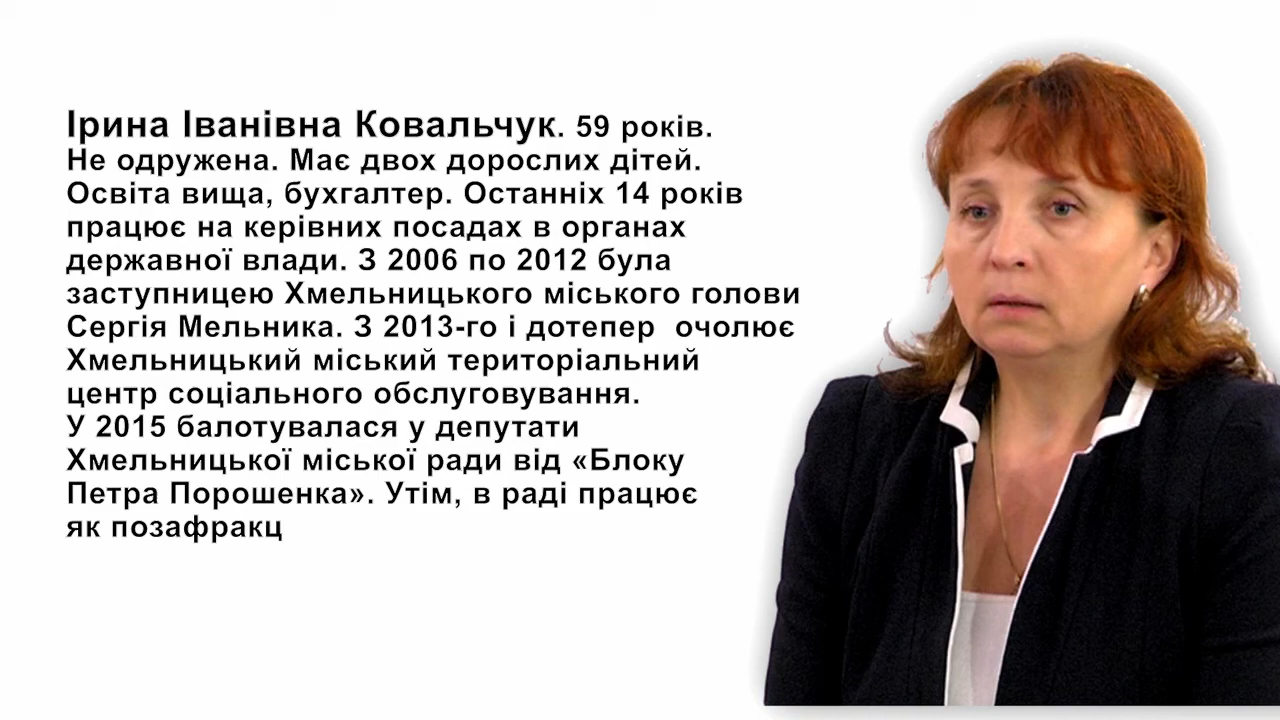 Ірина Іванівна Ковальчук. 59 років.
Не одружена. Має двох дорослих дітей.
Освіта вища, бухгалтер. Останніх 14 років
працює на керівних посадах в органах
державної влади. З 2006 по 2012 була
заступницею Хмельницького міського голови
Сергія Мельника. З 2013-го і дотепер очолює
Хмельницький міський територіальний
центр соціального обслуговування.
У 2015 балотувалася у депутати
Хмельницької міської ради від «Блоку
Петра Порошенка». Утім, в раді працює
як позафракц